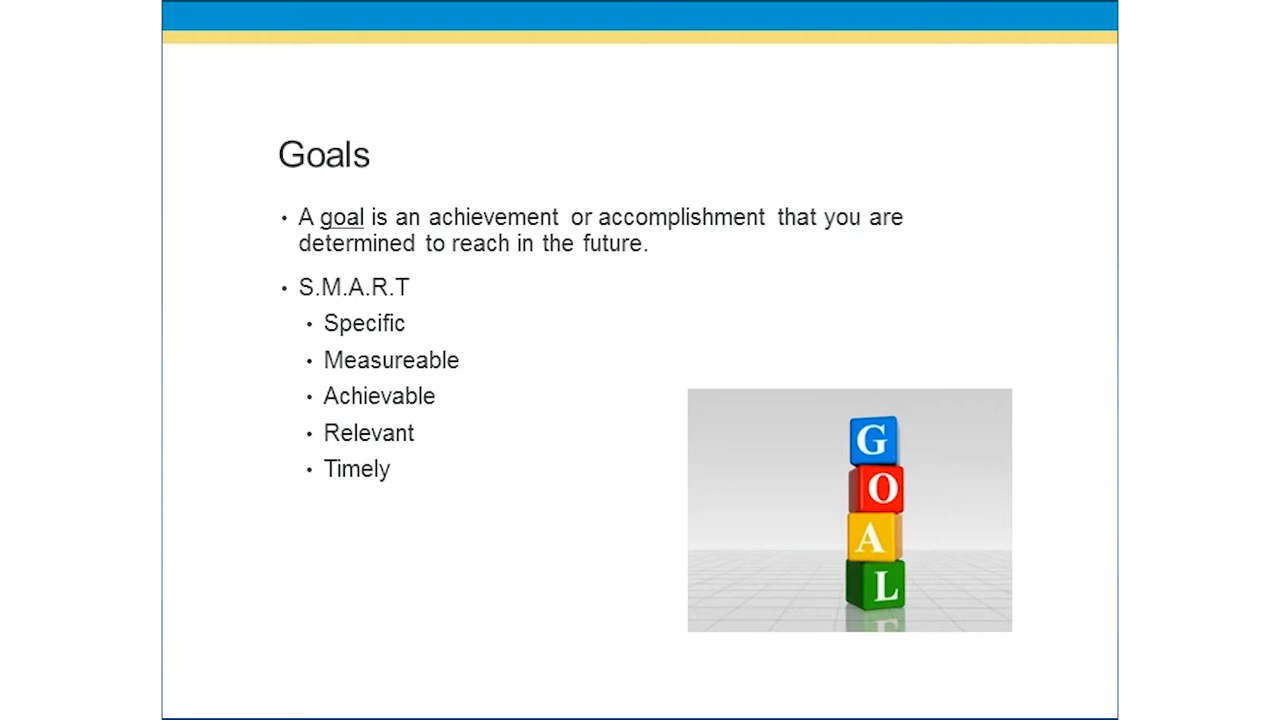 Goals
• A goal is an achievement or accomplishment that you are
determined to reach in the future.
• S.M.A.R.T
• Specific
• Measureable
• Achievable
• Relevant
• Timely
G
O
A
L